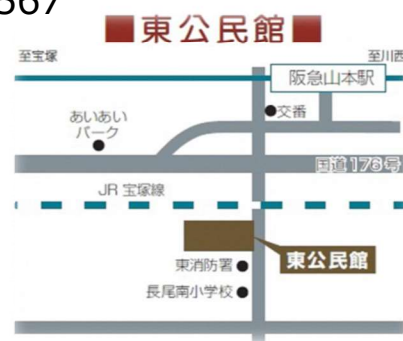 567
■東公民館■
至宝塚
至川西
阪急山本駅
交番
あいあい
パーク
国道176号
JR 宝塚線
東公民館
東消防署
長尾南小学校